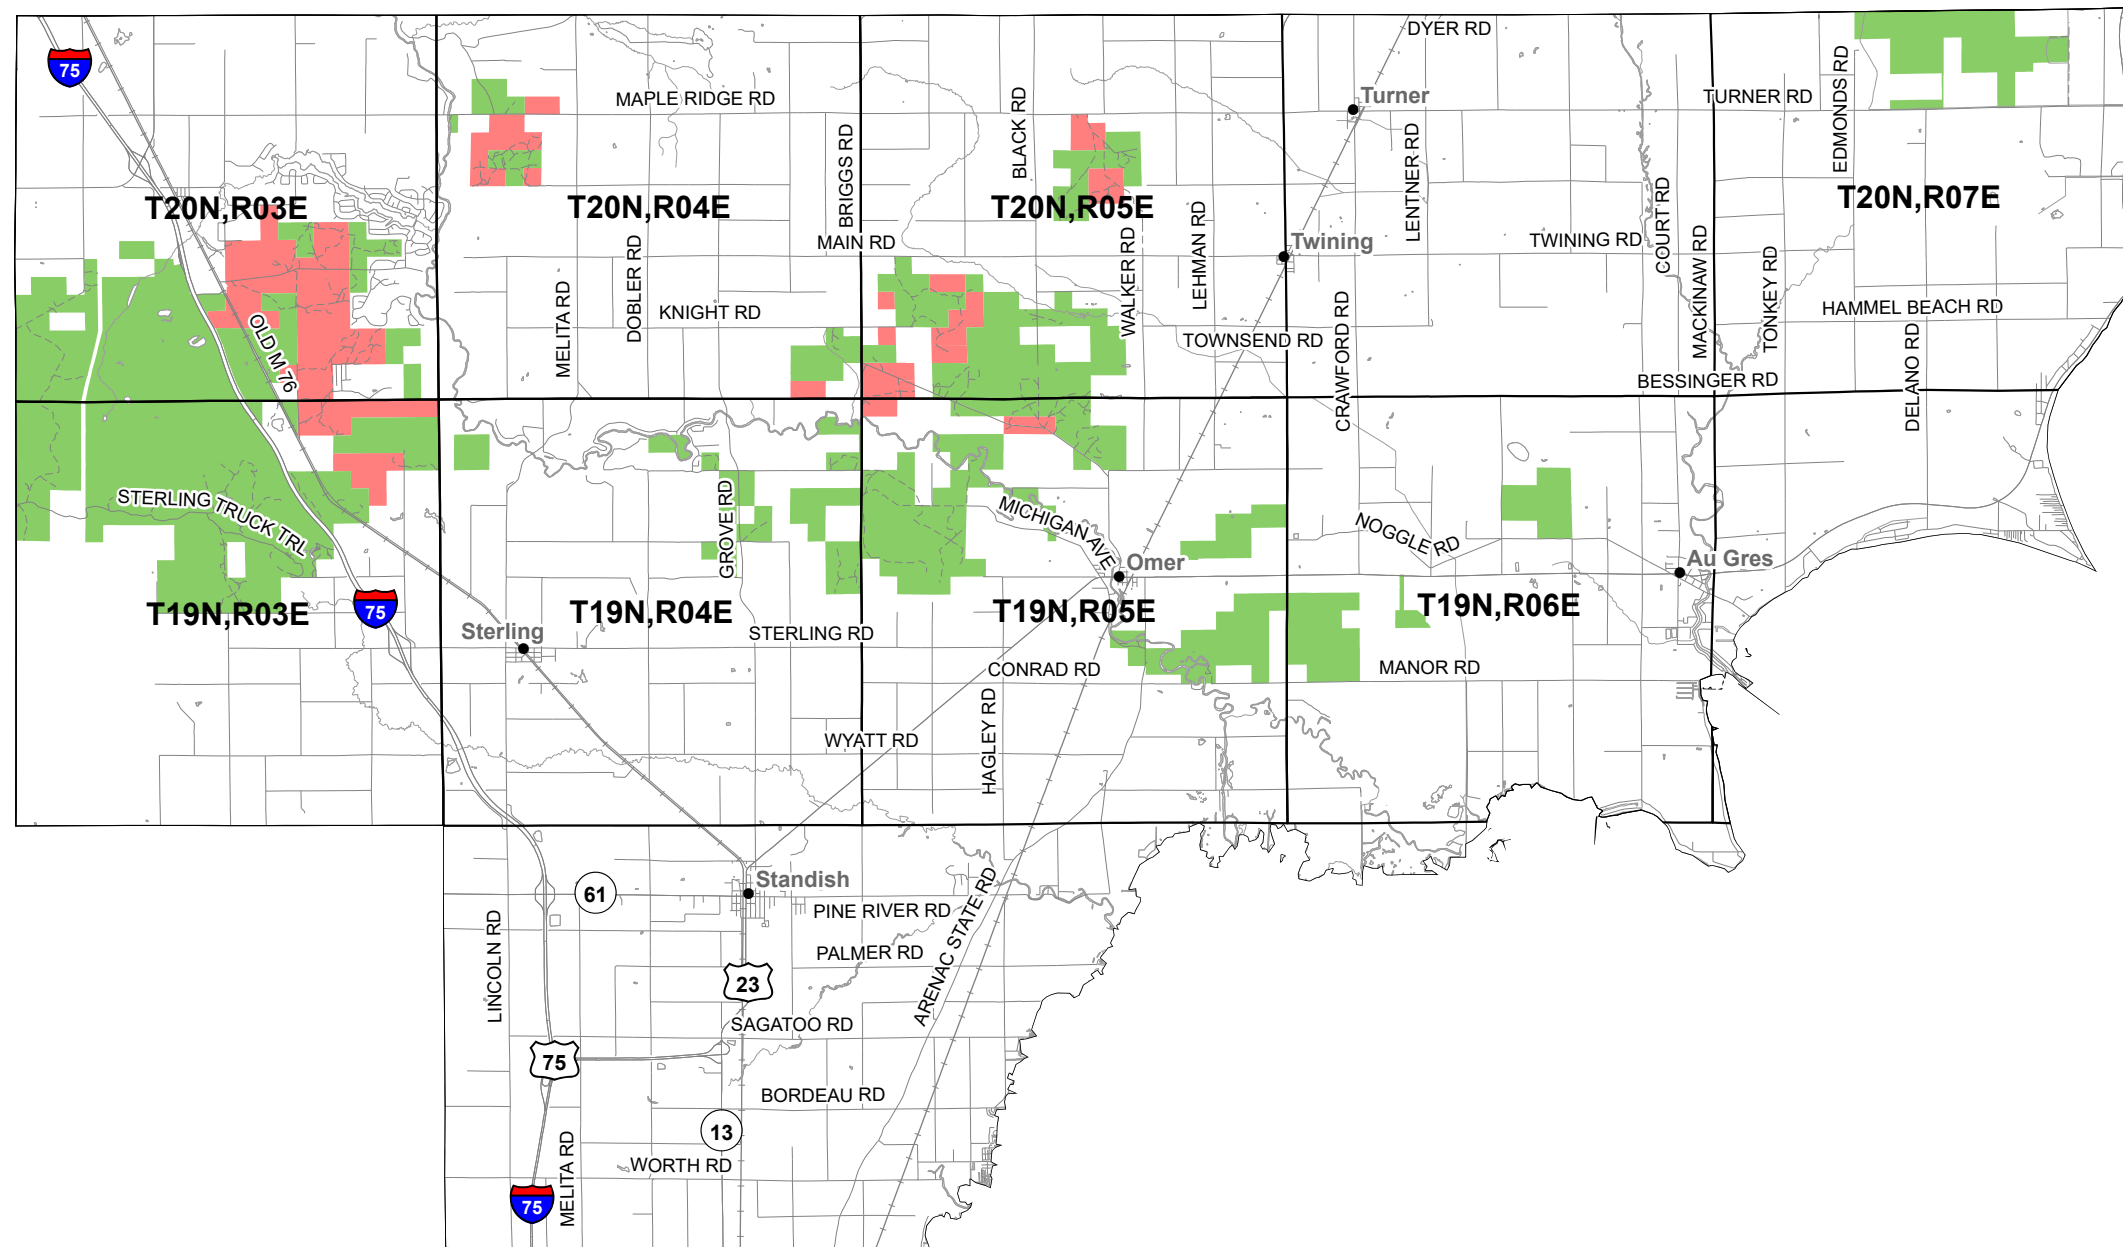 DYER RD
75
MAPLE RIDGE RD
BLACK RD
Turner
TURNER RD
EDMONDS RD
BRIGGS RD
LENTNER RD
T20N,R03E
T20N,R04E
T20N,R05E
T20N,R07E
MAIN RD
DOBLER RD
WALKER RD
LEHMAN RD
Twining
TWINING RD
COURT RD
MACKINAW RD
TONKEY RD
MELITA RD
KNIGHT RD
TOWNSEND RD
CRAWFORD RD
HAMMEL BEACH RD
OLD M 76
BESSINGER RD
DELANO RD
STERLING TRUCK TRL
GROVE RD
MICHIGAN AVE
NOGGLE RD
Omer
Au Gres
75
T19N,R03E
T19N,R04E
T19N,R05E
T19N,R06E
Sterling
STERLING RD
CONRAD RD
MANOR RD
HAGLEY RD
WYATT RD
Standish
61
PINE RIVER RD
LINCOLN RD
PALMER RD
ARENAC STATE RD
23
SAGATOO RD
75
BORDEAU RD
13
MELITA RD
WORTH RD
75